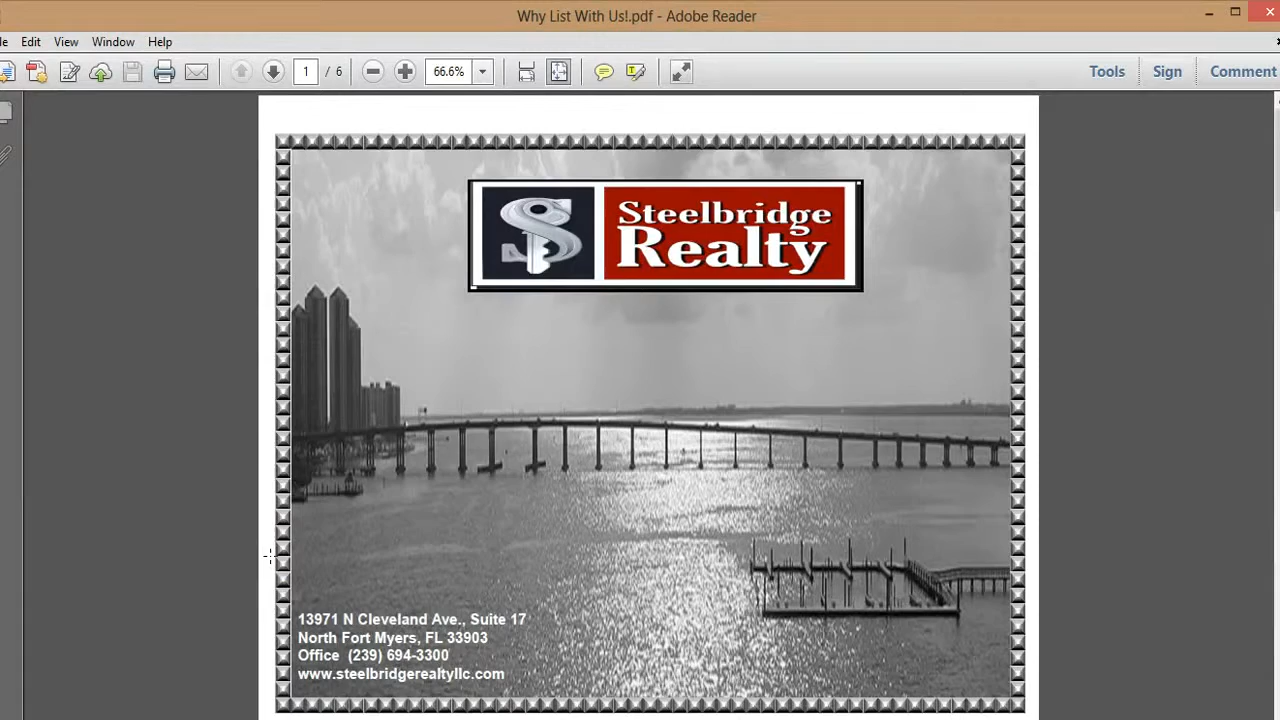 Why List With Us!.pdf - Adobe Reader
Edit View Window Help
1 / 6 66.6% Tools Sign Comment
Steelbridge
Realty
13971 N Cleveland Ave., Suite 17
North Fort Myers, FL 33903
Office (239) 694-3300
www.steelbridgerealtyllc.com